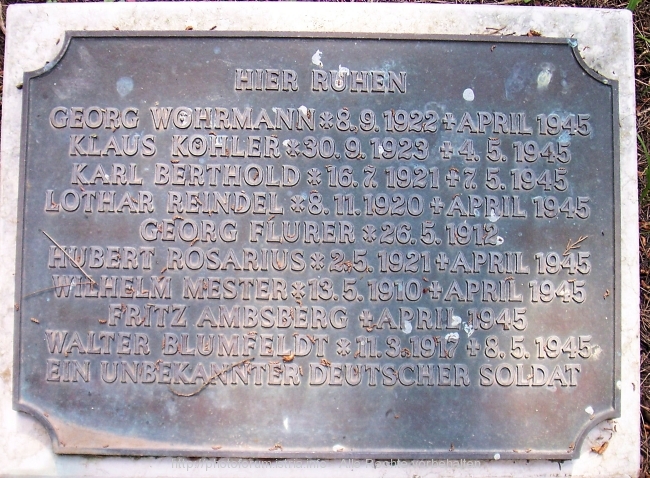 HIER RUHEN
GEORG WÖHRMANN * 8.9.1922 † APRIL 1945
KLAUS KÖHLER * 30.9.1923 † 4.5.1945
KARL BERTHOLD * 16.7.1921 † 7.5.1945
LOTHAR REINDEL * 8.11.1920 † APRIL 1945
GEORG FLURER * 26.5.1912
HUBERT ROSARIUS * 2.5.1921 † APRIL 1945
WILHELM MESTER * 13.5.1910 † APRIL 1945
FRITZ AMBSBERG † APRIL 1945
WALTER BLUMFELDT * 11.3.1917 † 8.5.1945
EIN UNBEKANNTER DEUTSCHER SOLDAT
Alle Rechte vorbehalten